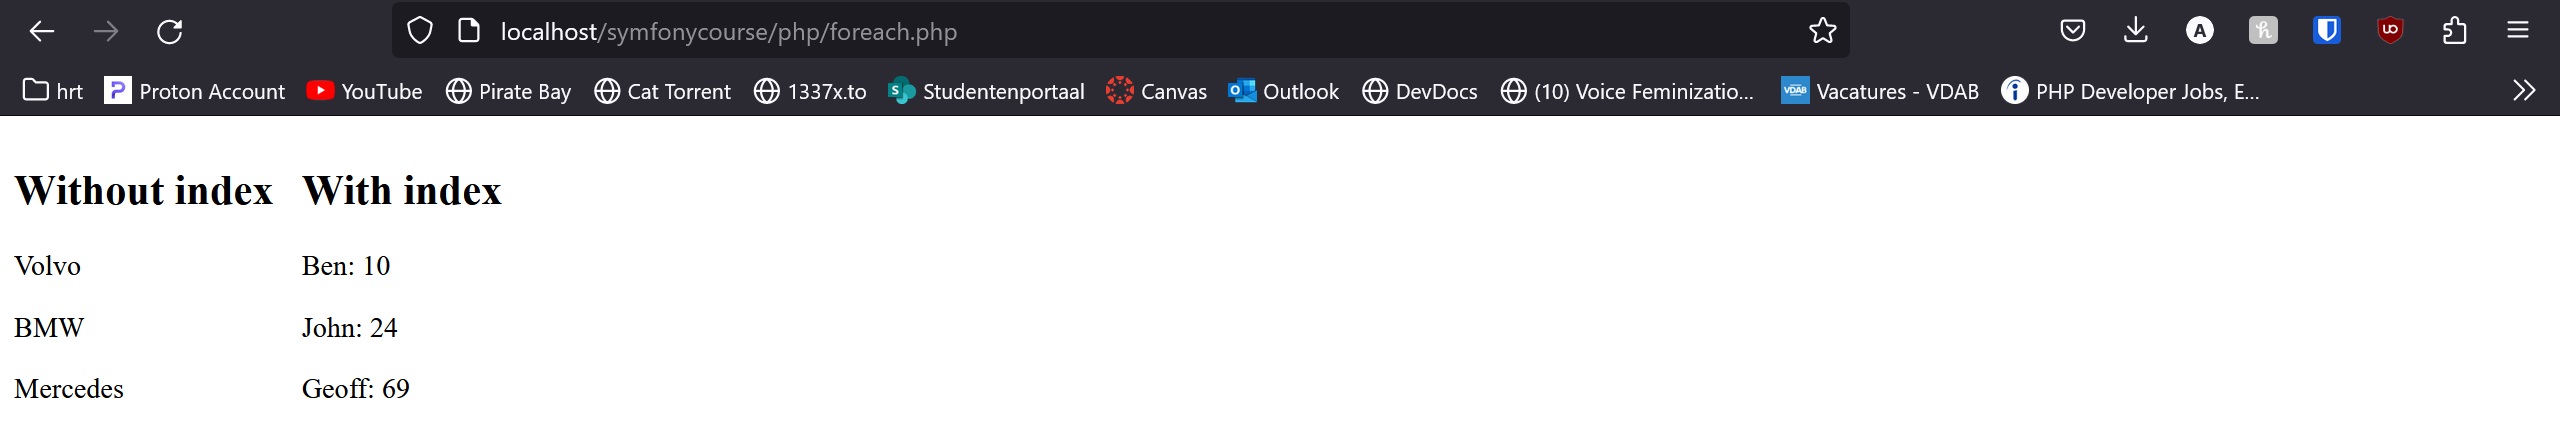 localhost/symfonycourse/php/foreach.php
hrt Proton Account YouTube Pirate Bay Cat Torrent 1337x.to Studentenportaal Canvas Outlook DevDocs (10) Voice Feminizatio... VDAB Vacatures - VDAB PHP Developer Jobs, E...
Without index With index
Volvo Ben: 10
BMW John: 24
Mercedes Geoff: 69